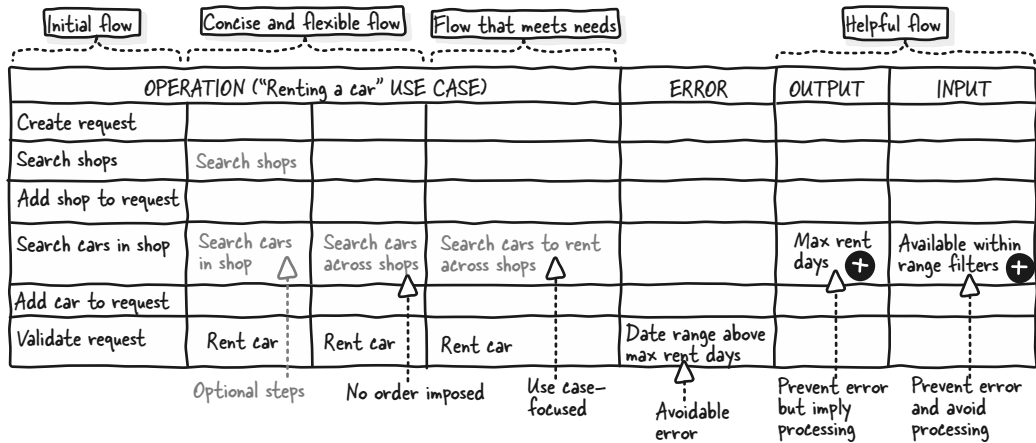 Initial flow
Concise and flexible flow
Flow that meets needs
Helpful flow
OPERATION ("Renting a car" USE CASE)
ERROR
OUTPUT
INPUT
Create request
Search shops
Search shops
Add shop to request
Search cars in shop
Search cars
in shop
Search cars
across shops
Search cars to rent
across shops
Max rent
days +
Available within
range filters +
Add car to request
Validate request
Rent car
Rent car
Rent car
Date range above
max rent days
Optional steps
No order imposed
Use case–
focused
Avoidable
error
Prevent error
but imply
processing
Prevent error
and avoid
processing